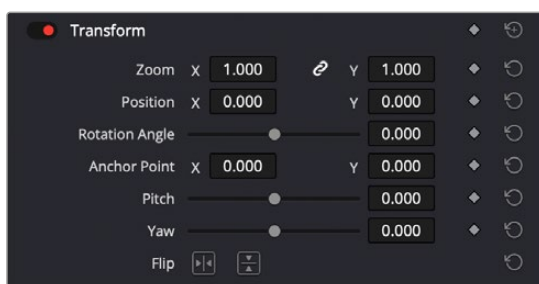 Transform
Zoom X 1.000 Y 1.000
Position X 0.000 Y 0.000
Rotation Angle 0.000
Anchor Point X 0.000 Y 0.000
Pitch 0.000
Yaw 0.000
Flip